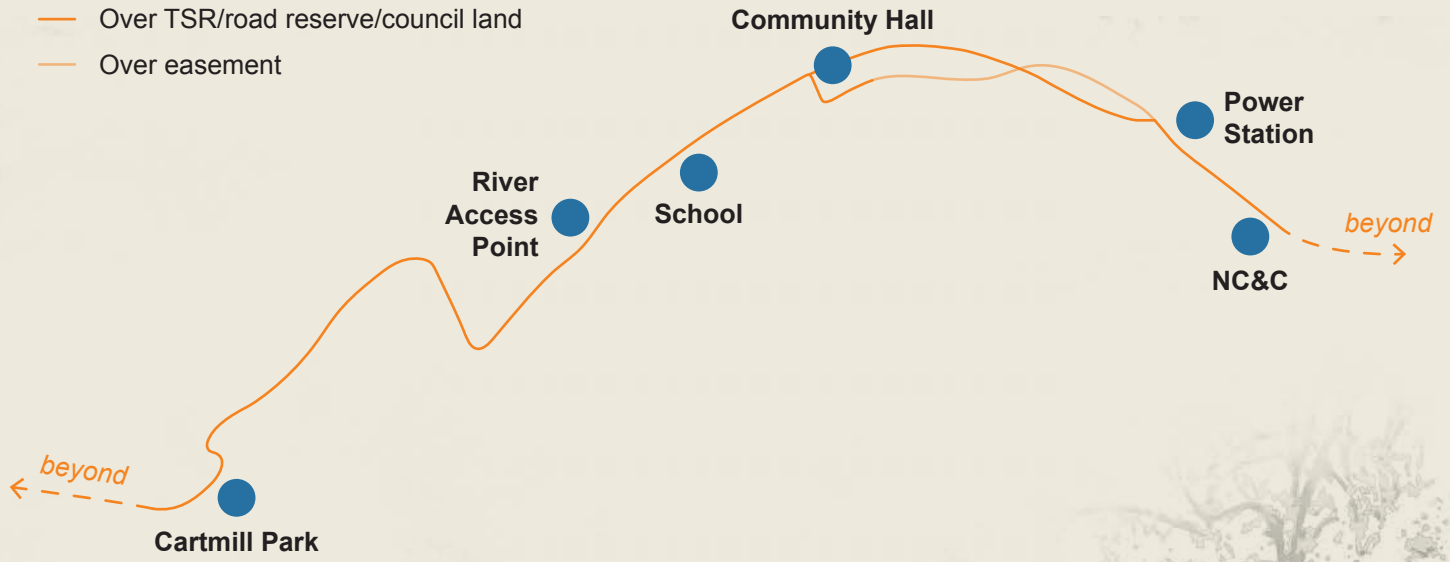 Over TSR/road reserve/council land
Over easement
Community Hall
Power
Station
River
Access
Point
School
beyond
NC&C
beyond
Cartmill Park